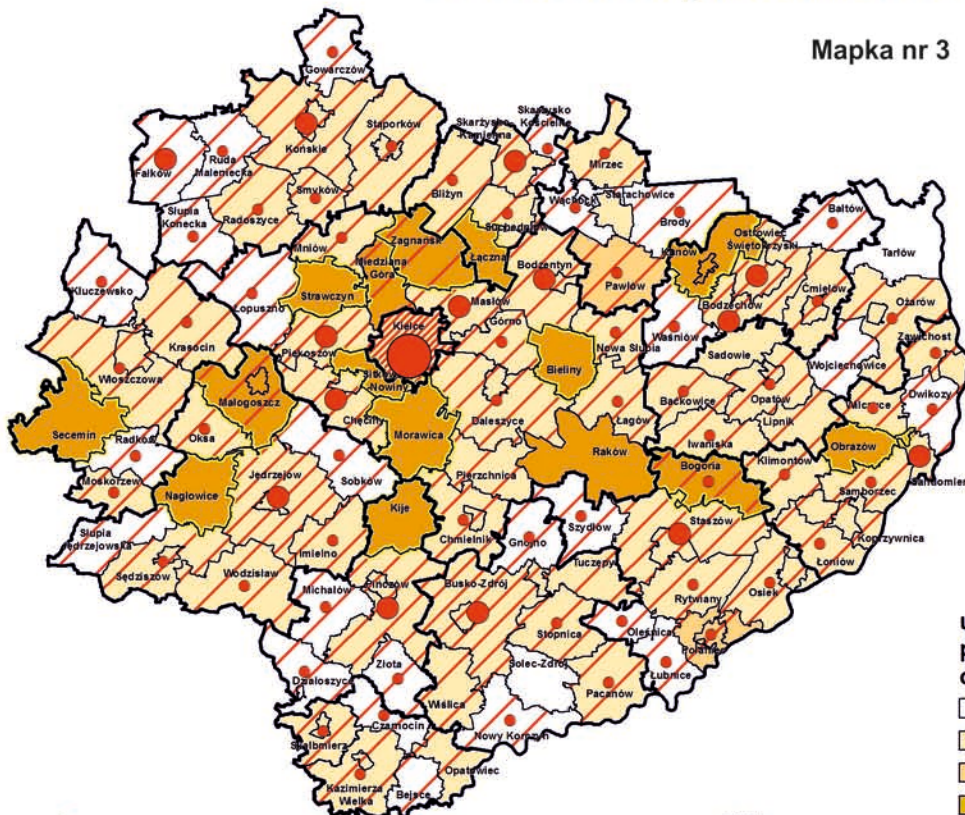 Mapka nr 3
Gowarczów
Skarżysko
Kościelne
Skarżysko-
Kamienna
Stąporków
Końskie
Mirzec
Fałków
Ruda
Maleniecka
Bliżyn
Smyków
Starachowice
Wąchock
Radoszyce
Brody
Bałtów
Słupia
Konecka
Suchedniów
Ostrowiec
Świętokrzyski
Tarłów
Mniów
Zagnańsk
Miedziana
Góra
Łączna
Kunów
Bodzentyn
Kluczewsko
Strawczyn
Pawłów
Ćmielów
Ożarów
Łopuszno
Masłów
Bodzechów
Kielce
Górno
Nowa Słupia
Waśniów
Zawichost
Krasocin
Piekoszów
Sadowie
Wojciechowice
Sitkówka
Nowiny
Bieliny
Włoszczowa
Opatów
Wilczyce
Dwikozy
Małogoszcz
Baćkowice
Lipnik
Secemin
Chęciny
Daleszyce
Łagów
Radków
Oksa
Morawica
Iwaniska
Obrazów
Raków
Bogoria
Klimontów
Moskorzew
Jędrzejów
Sobków
Pierzchnica
Sandomierz
Nagłowice
Samborzec
Kije
Szydłów
Staszów
Koprzywnica
Słupia
Jędrzejowska
Imielno
Chmielnik
Gnojno
Łoniów
Sędziszów
Wodzisław
Tuczępy
Michałów
Pińczów
Busko-Zdrój
Rytwiany
Osiek
Stopnica
Oleśnica
Połaniec
Złota
Solec-Zdrój
Działoszyce
Łubnice
Wiślica
Pacanów
Czarnocin
Nowy Korczyn
Skalbmierz
Opatowiec
Kazimierza
Wielka
Bejsce